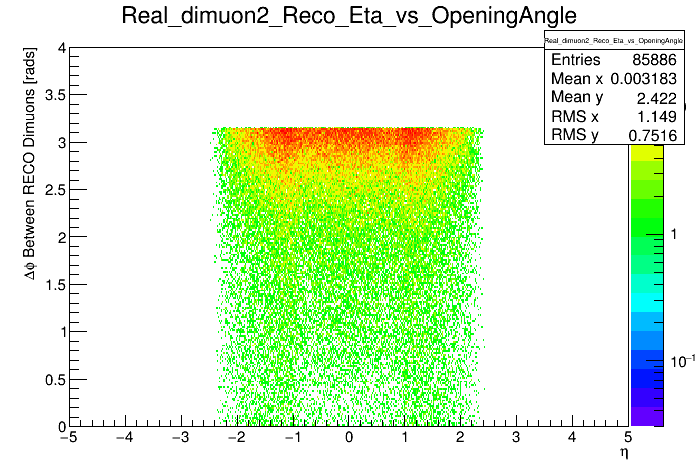 Real_dimuon2_Reco_Eta_vs_OpeningAngle
Real_dimuon2_Reco_Eta_vs_OpeningAngle
Entries 85886
Mean x 0.003183
Mean y 2.422
RMS x 1.149
RMS y 0.7516
Δφ Between RECO Dimuons [rads]
4
3.5
3
2.5
2
1.5
1
0.5
0
1
10⁻¹
−5 −4 −3 −2 −1 0 1 2 3 4 5
η